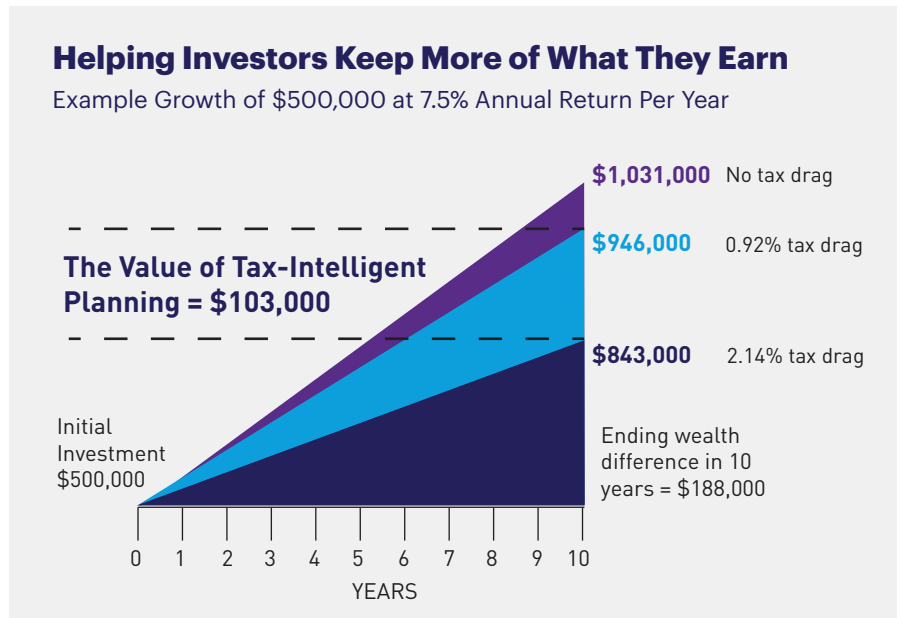 Helping Investors Keep More of What They Earn
Example Growth of $500,000 at 7.5% Annual Return Per Year
$1,031,000 No tax drag
$946,000 0.92% tax drag
The Value of Tax-Intelligent
Planning = $103,000
$843,000 2.14% tax drag
Initial
Investment
$500,000
Ending wealth
difference in 10
years = $188,000
0 1 2 3 4 5 6 7 8 9 10
YEARS